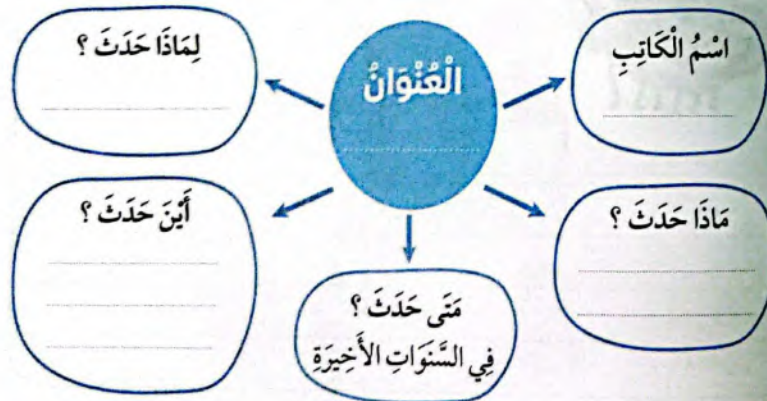 اسْمُ الْكَاتِبِ
الْعُنْوَانُ
لِمَاذَا حَدَثَ ؟
مَاذَا حَدَثَ ؟
أَيْنَ حَدَثَ ؟
مَتَى حَدَثَ ؟
فِي السَّنَوَاتِ الأَخِيرَةِ